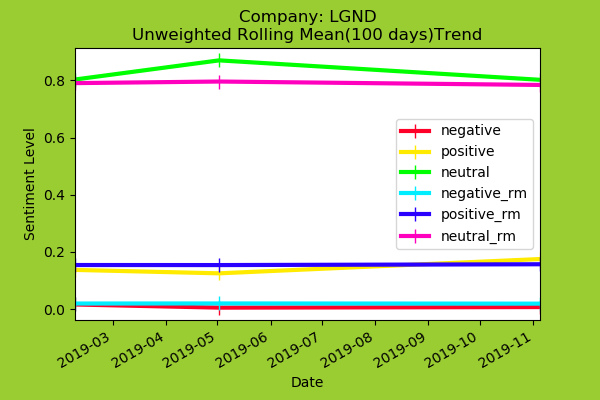 Company: LGND
Unweighted Rolling Mean(100 days)Trend
Sentiment Level
0.8
0.6
0.4
0.2
0.0
negative
positive
neutral
negative_rm
positive_rm
neutral_rm
2019-03
2019-04
2019-05
2019-06
2019-07
2019-08
2019-09
2019-10
2019-11
Date